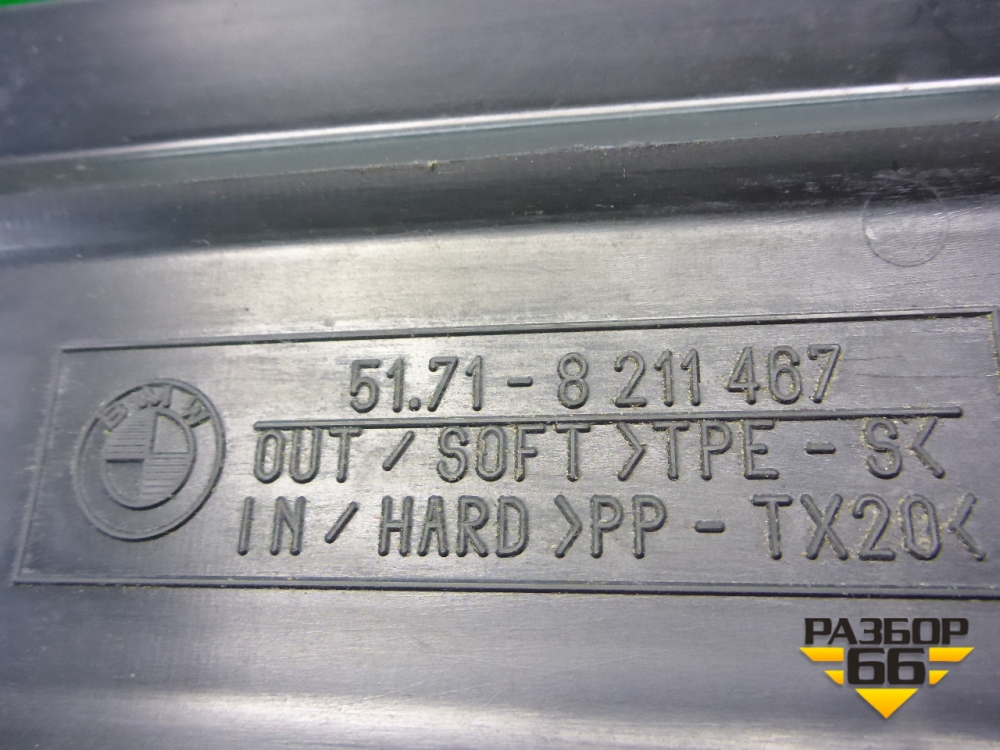 BMW
51.71-8 211 467
OUT / SOFT >TPE - S<
IN / HARD >PP - TX20<
РАЗБОР
66